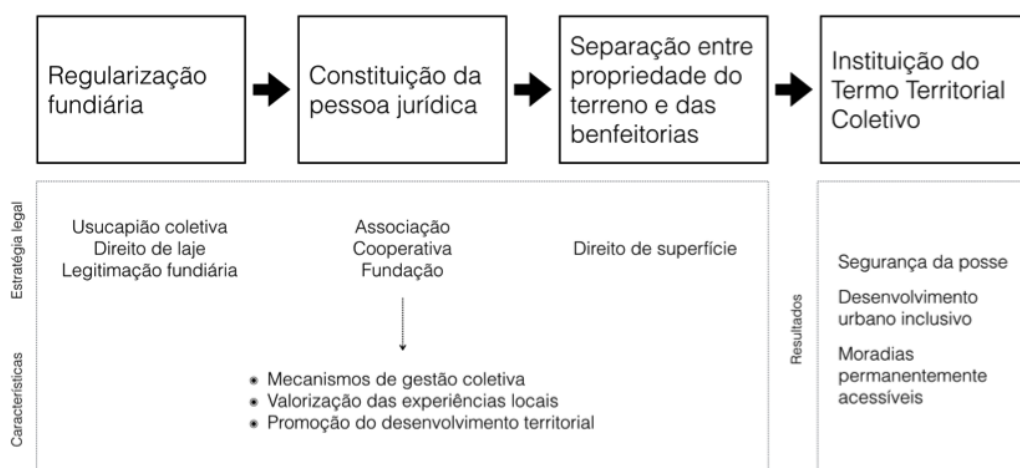 Regularização
fundiária
Constituição da
pessoa jurídica
Separação entre
propriedade do
terreno e das
benfeitorias
Instituição do
Termo Territorial
Coletivo
Estratégia legal
Usucapião coletiva
Direito de laje
Legitimação fundiária
Associação
Cooperativa
Fundação
Direito de superfície
Características
Mecanismos de gestão coletiva
Valorização das experiências locais
Promoção do desenvolvimento territorial
Resultados
Segurança da posse
Desenvolvimento
urbano inclusivo
Moradias
permanentemente
acessíveis